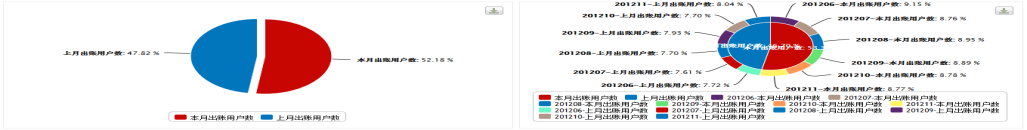 上月出账用户数: 47.82 %
本月出账用户数: 52.18 %
本月出账用户数 上月出账用户数
201211-上月出账用户数: 8.04 %
201206-本月出账用户数: 9.15 %
201210-上月出账用户数: 7.70 %
201207-本月出账用户数: 8.76 %
201209-上月出账用户数: 7.93 %
201208-本月出账用户数: 8.95 %
201208-上月出账用户数: 7.70 %
201209-本月出账用户数: 8.89 %
201207-上月出账用户数: 7.61 %
201210-本月出账用户数: 8.78 %
201206-上月出账用户数: 7.72 %
201211-本月出账用户数: 8.77 %
本月出账用户数 上月出账用户数 201206-本月出账用户数 201207-本月出账用户数
201208-本月出账用户数 201209-本月出账用户数 201210-本月出账用户数 201211-本月出账用户数
201206-上月出账用户数 201207-上月出账用户数 201208-上月出账用户数 201209-上月出账用户数
201210-上月出账用户数 201211-上月出账用户数